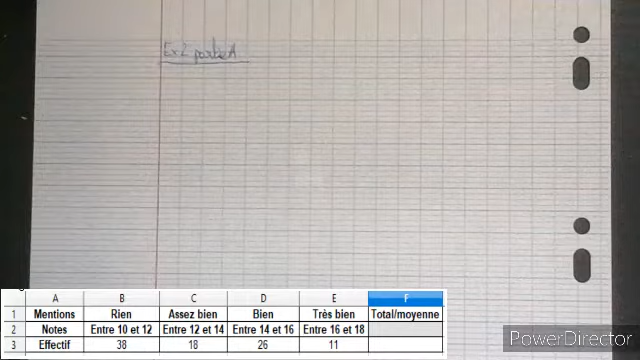 Ex2 partie A
A B C D E F
1 Mentions Rien Assez bien Bien Très bien Total/moyenne
2 Notes Entre 10 et 12 Entre 12 et 14 Entre 14 et 16 Entre 16 et 18
3 Effectif 38 18 26 11
PowerDirector